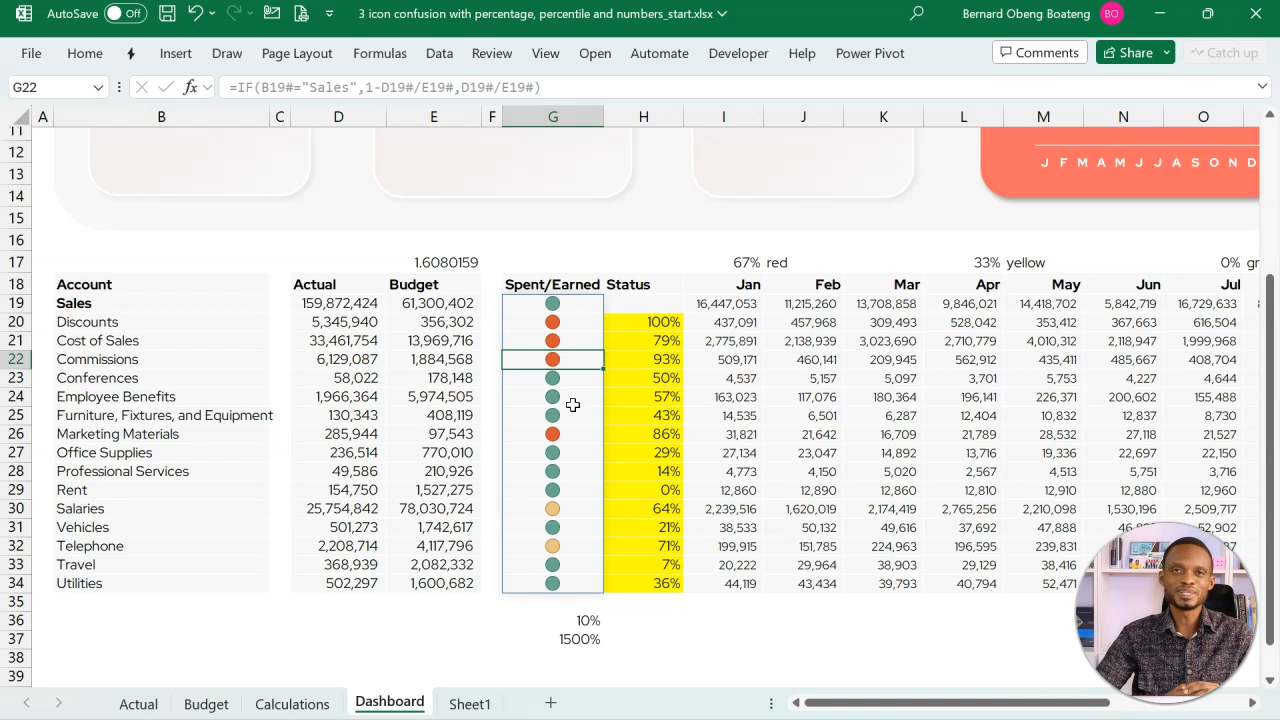 AutoSave Off 3 icon confusion with percentage, percentile and numbers_start.xlsx Bernard Obeng Boateng BO
File Home Insert Draw Page Layout Formulas Data Review View Open Automate Developer Help Power Pivot Comments Share Catch up
G22 fx =IF(B19#="Sales",1-D19#/E19#,D19#/E19#)
A B C D E F G H I J K L M N O
11
12
J F M A M J J A S O N D
13
14
15
16
17 1.6080159 67% red 33% yellow 0%
18 Account Actual Budget Spent/Earned Status Jan Feb Mar Apr May Jun Jul
19 Sales 159,872,424 61,300,402 16,447,053 11,215,260 13,708,858 9,846,021 14,418,702 5,842,719 16,729,633
20 Discounts 5,345,940 356,302 100% 437,091 457,968 309,493 528,042 353,412 367,663 616,504
21 Cost of Sales 33,461,754 13,969,716 79% 2,775,891 2,138,939 3,023,690 2,710,779 4,010,312 2,118,947 1,999,968
22 Commissions 6,129,087 1,884,568 93% 509,171 460,141 209,945 562,912 435,411 485,667 408,704
23 Conferences 58,022 178,148 50% 4,537 5,157 5,097 3,701 5,753 4,227 4,644
24 Employee Benefits 1,966,364 5,974,505 57% 163,023 117,076 180,364 196,141 226,371 200,602 155,488
25 Furniture, Fixtures, and Equipment 130,343 408,119 43% 14,535 6,501 6,287 12,404 10,832 12,837 8,730
26 Marketing Materials 285,944 97,543 86% 31,821 21,642 16,709 21,789 28,532 27,118 21,527
27 Office Supplies 236,514 770,010 29% 27,134 23,047 14,892 13,716 19,336 22,697 22,150
28 Professional Services 49,586 210,926 14% 4,773 4,150 5,020 2,567 4,513 5,751 3,716
29 Rent 154,750 1,527,275 0% 12,860 12,890 12,860 12,810 12,910 12,880 12,960
30 Salaries 25,754,842 78,030,724 64% 2,239,516 1,620,019 2,174,419 2,765,256 2,210,098 1,530,196 2,509,717
31 Vehicles 501,273 1,742,617 21% 38,533 50,132 49,616 37,692 47,888 52,902
32 Telephone 2,208,714 4,117,796 71% 199,915 151,785 224,963 196,595 239,831
33 Travel 368,939 2,082,332 7% 20,222 29,964 38,903 29,129 38,416
34 Utilities 502,297 1,600,682 36% 44,119 43,434 39,793 40,794 52,471
35
36 10%
37 1500%
38
39
Actual Budget Calculations Dashboard Sheet1